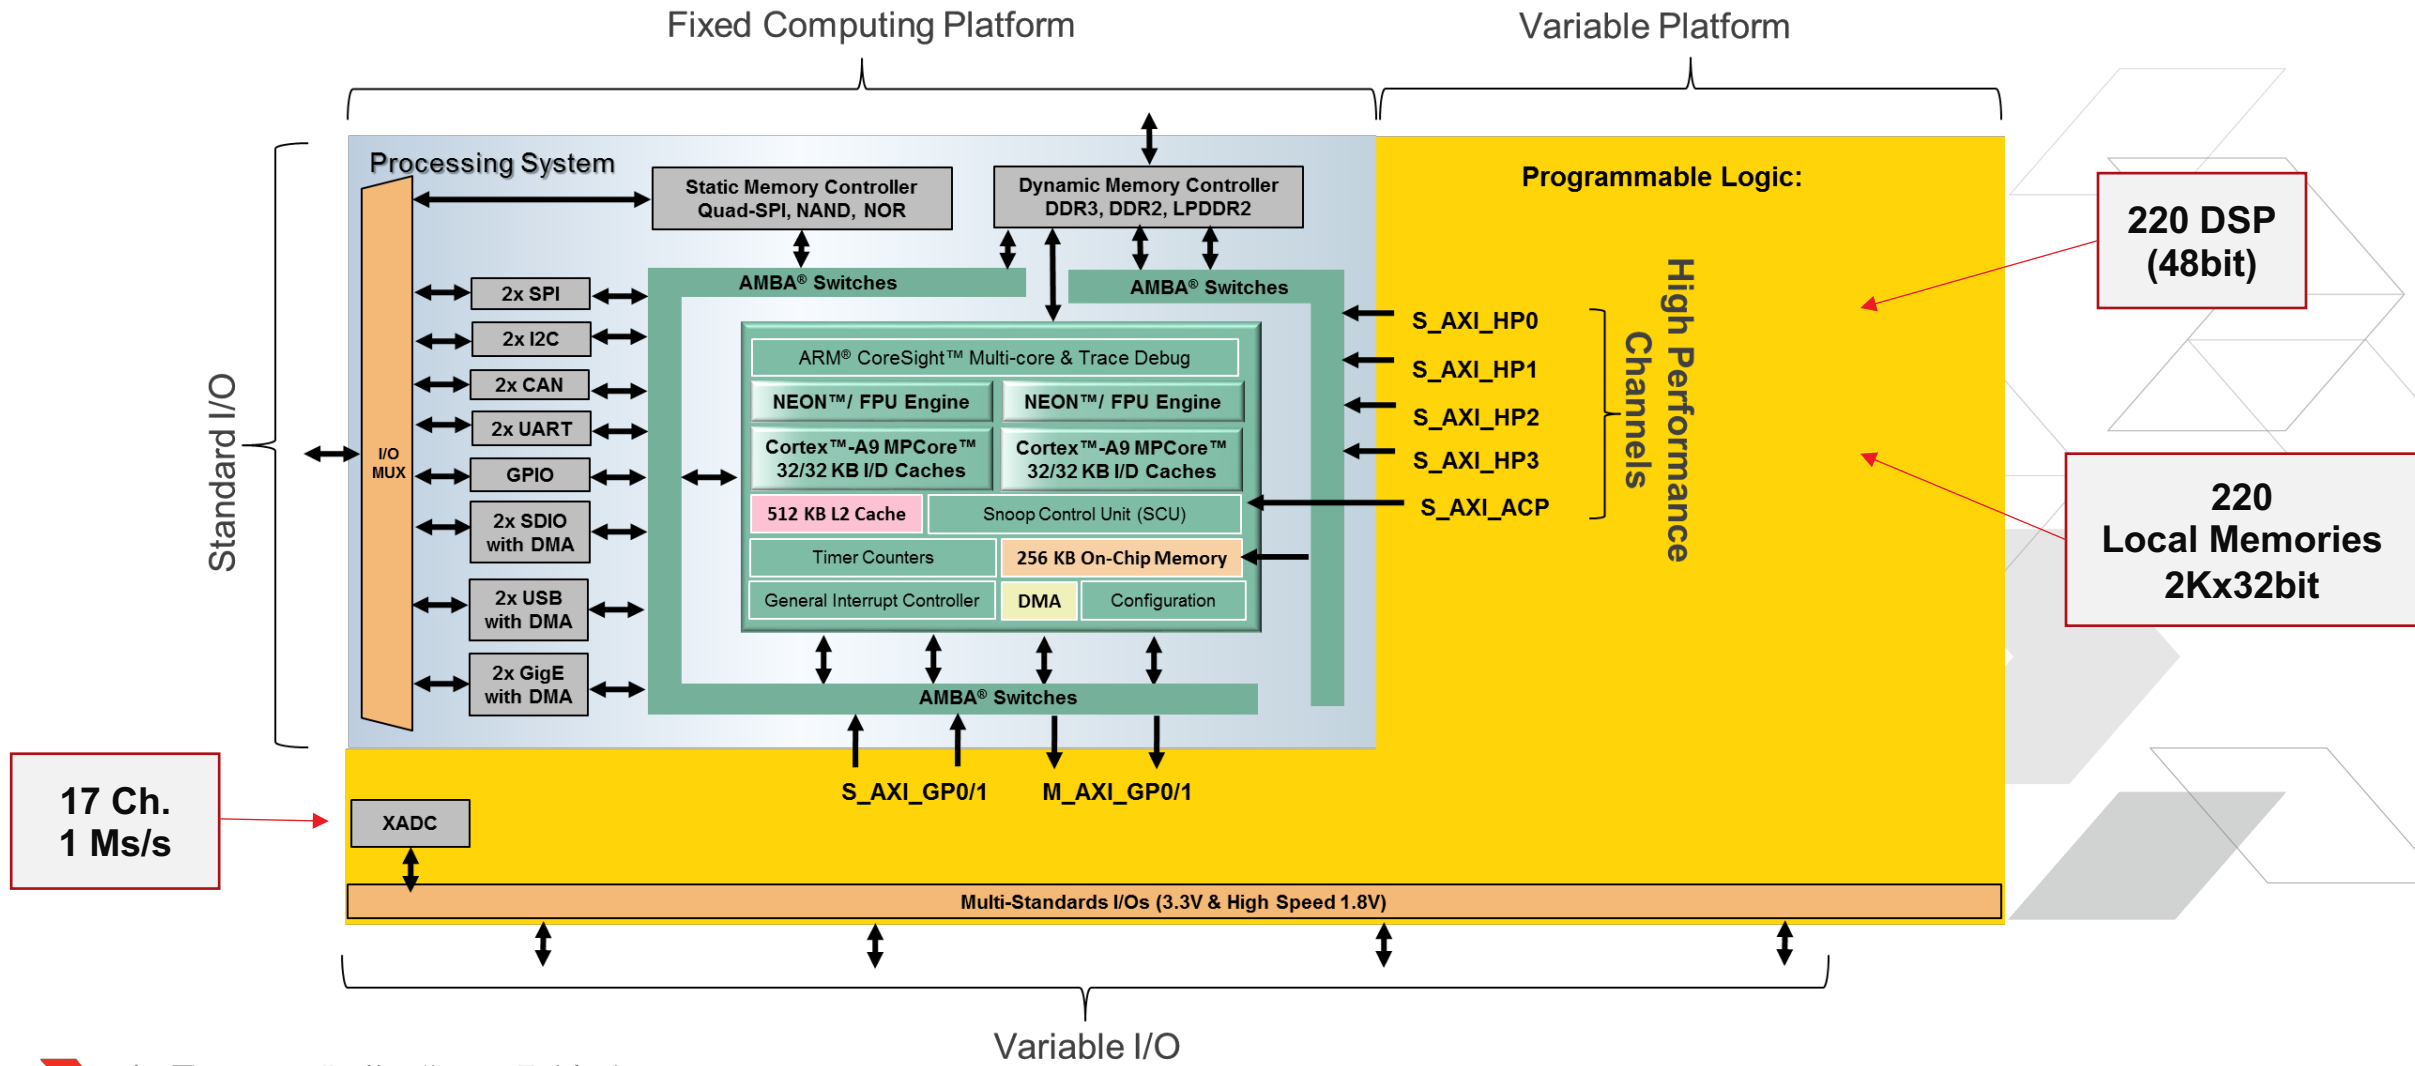 Fixed Computing Platform
Variable Platform
Processing System
Static Memory Controller
Quad-SPI, NAND, NOR
Dynamic Memory Controller
DDR3, DDR2, LPDDR2
Programmable Logic:
220 DSP
(48bit)
AMBA® Switches
AMBA® Switches
Standard I/O
I/O
MUX
2x SPI
2x I2C
2x CAN
2x UART
GPIO
2x SDIO
with DMA
2x USB
with DMA
2x GigE
with DMA
ARM® CoreSight™ Multi-core & Trace Debug
NEON™/ FPU Engine
NEON™/ FPU Engine
Cortex™-A9 MPCore™
32/32 KB I/D Caches
Cortex™-A9 MPCore™
32/32 KB I/D Caches
512 KB L2 Cache
Snoop Control Unit (SCU)
Timer Counters
256 KB On-Chip Memory
General Interrupt Controller
DMA
Configuration
AMBA® Switches
S_AXI_HP0
S_AXI_HP1
S_AXI_HP2
S_AXI_HP3
S_AXI_ACP
High Performance
Channels
220
Local Memories
2Kx32bit
S_AXI_GP0/1
M_AXI_GP0/1
17 Ch.
1 Ms/s
XADC
Multi-Standards I/Os (3.3V & High Speed 1.8V)
Variable I/O